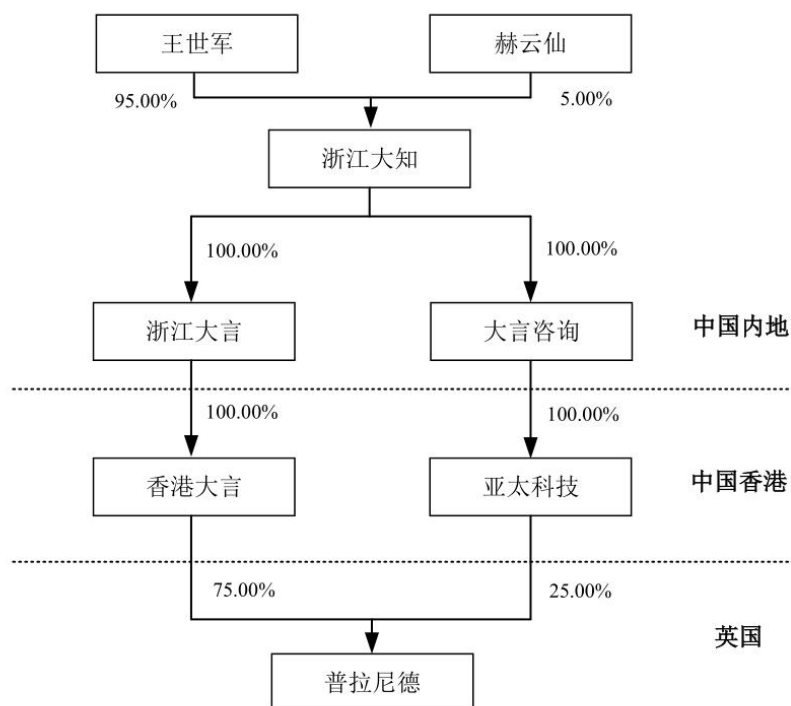 王世军 赫云仙
95.00% 5.00%
浙江大知
100.00% 100.00%
浙江大言 大言咨询 中国内地
100.00% 100.00%
香港大言 亚太科技 中国香港
75.00% 25.00%
英国
普拉尼德